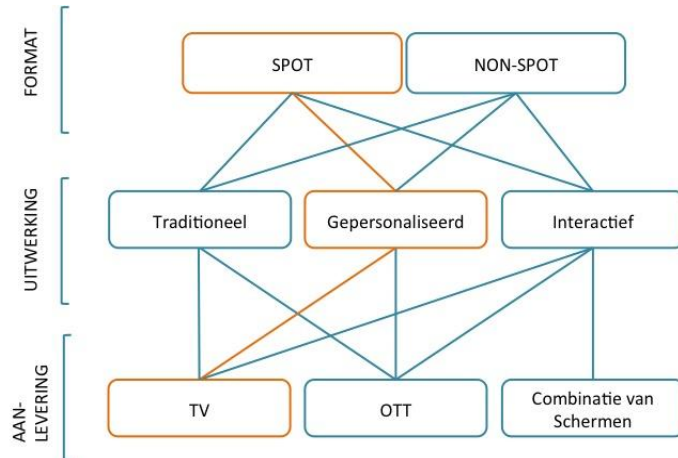 FORMAT
SPOT
NON-SPOT
UITWERKING
Traditioneel
Gepersonaliseerd
Interactief
AAN-
LEVERING
TV
OTT
Combinatie van
Schermen